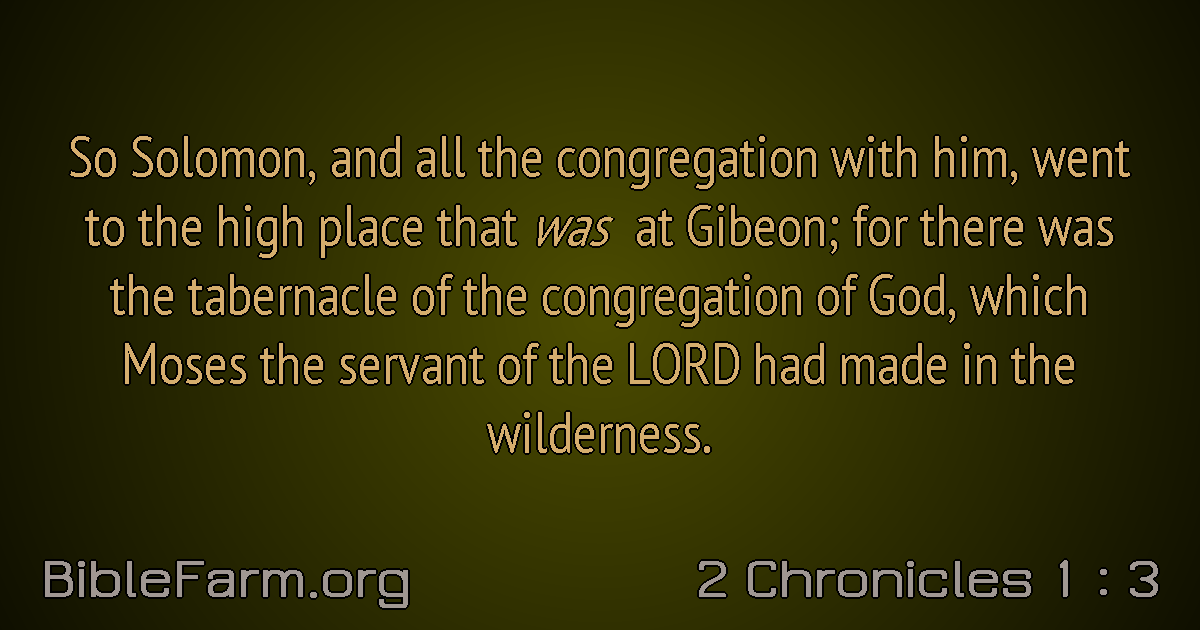 So Solomon, and all the congregation with him, went
to the high place that was at Gibeon; for there was
the tabernacle of the congregation of God, which
Moses the servant of the LORD had made in the
wilderness.
BibleFarm.org
2 Chronicles 1 : 3